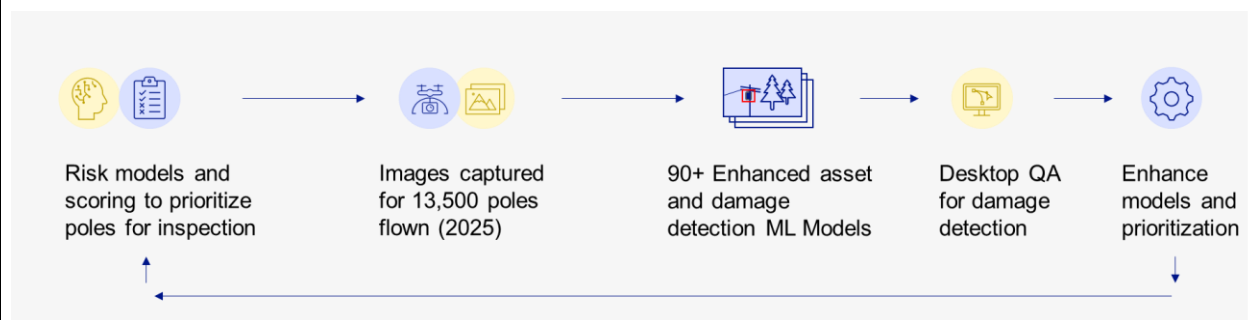 Risk models and
scoring to prioritize
poles for inspection
Images captured
for 13,500 poles
flown (2025)
90+ Enhanced asset
and damage
detection ML Models
Desktop QA
for damage
detection
Enhance
models and
prioritization